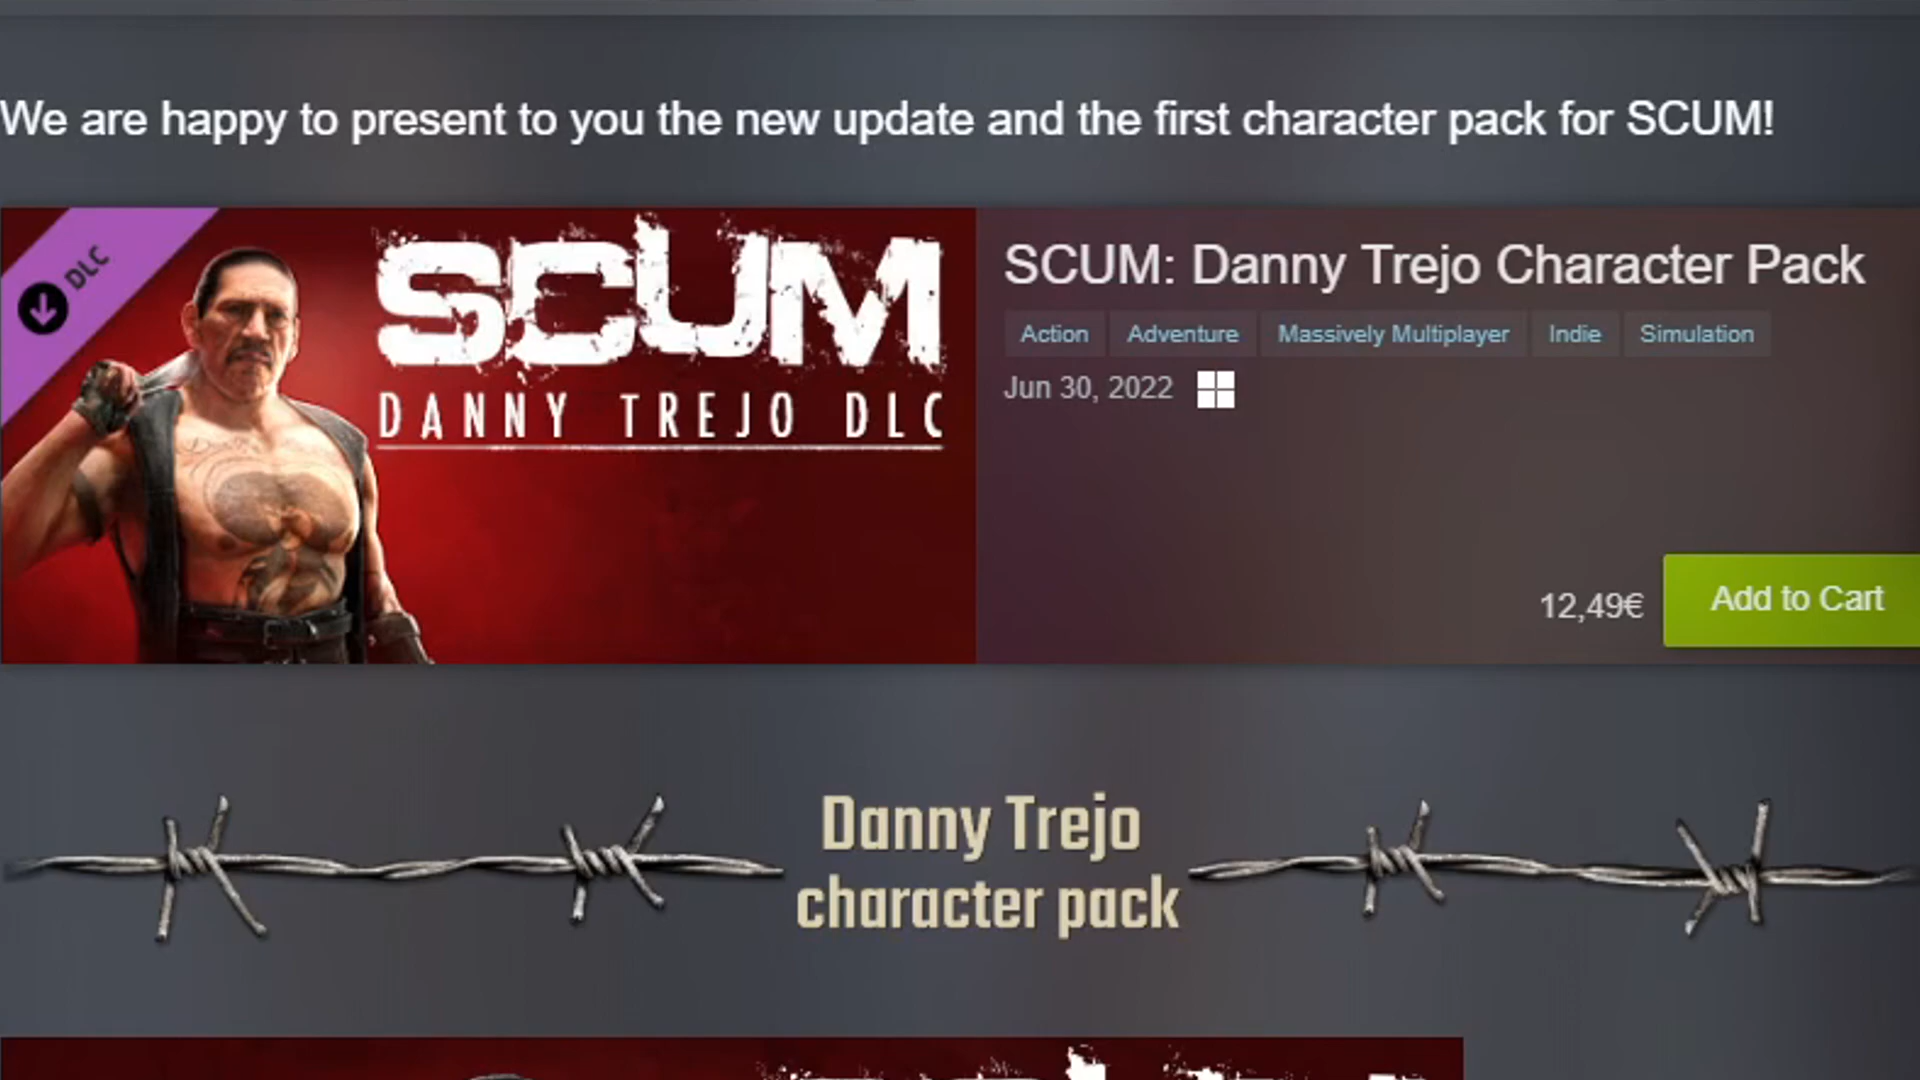 We are happy to present to you the new update and the first character pack for SCUM!
DLC
SCUM
DANNY TREJO DLC
SCUM: Danny Trejo Character Pack
Action Adventure Massively Multiplayer Indie Simulation
Jun 30, 2022
12,49€ Add to Cart
Danny Trejo
character pack